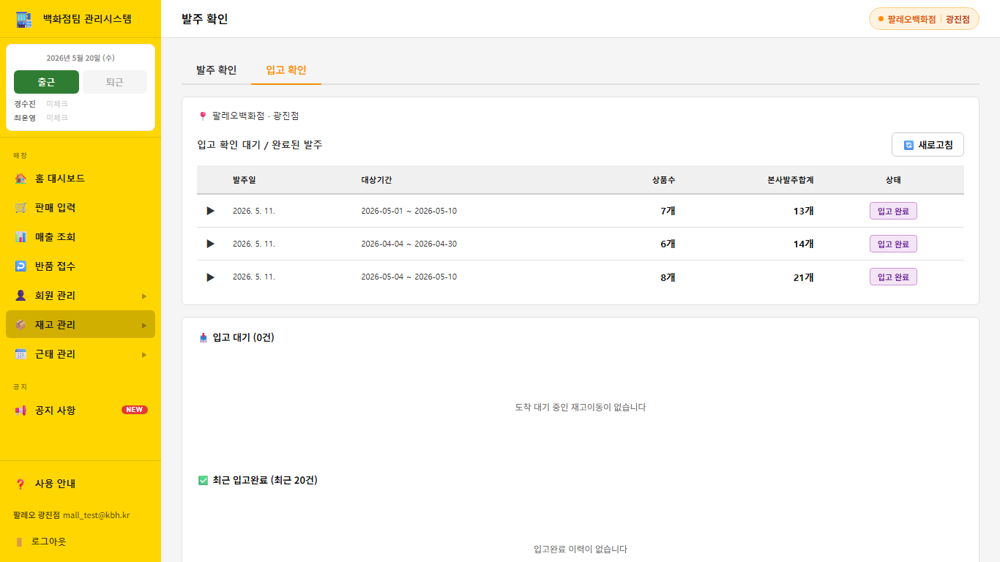 백화점팀 관리시스템
2026년 5월 20일 (수)
출근 퇴근
경수진 미체크
최윤영 미체크
매장
홈 대시보드
판매 입력
매출 조회
반품 접수
회원 관리
재고 관리
근태 관리
공지
공지 사항 NEW
사용 안내
팔레오 광진점 mall_test@kbh.kr
로그아웃
발주 확인
팔레오백화점 광진점
발주 확인 입고 확인
팔레오백화점 · 광진점
입고 확인 대기 / 완료된 발주
새로고침
발주일 대상기간 상품수 본사발주합계 상태
2026. 5. 11. 2026-05-01 ~ 2026-05-10 7개 13개 입고 완료
2026. 5. 11. 2026-04-04 ~ 2026-04-30 6개 14개 입고 완료
2026. 5. 11. 2026-05-04 ~ 2026-05-10 8개 21개 입고 완료
입고 대기 (0건)
도착 대기 중인 재고이동이 없습니다
최근 입고완료 (최근 20건)
입고완료 이력이 없습니다